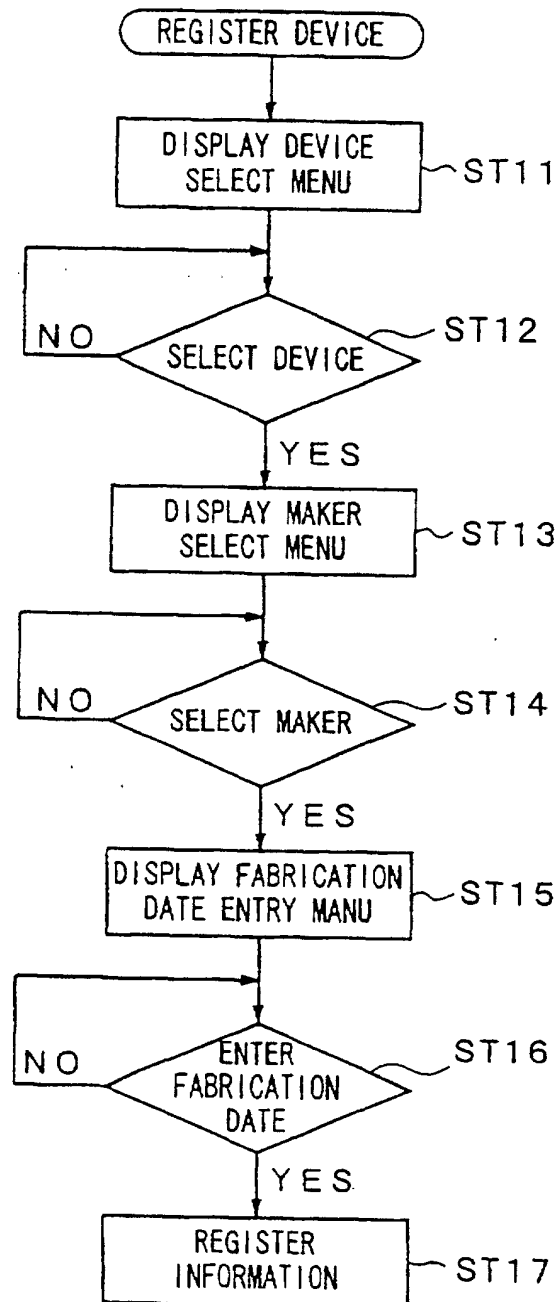 REGISTER DEVICE
DISPLAY DEVICE
SELECT MENU
ST11
NO
SELECT DEVICE
ST12
YES
DISPLAY MAKER
SELECT MENU
ST13
NO
SELECT MAKER
ST14
YES
DISPLAY FABRICATION
DATE ENTRY MANU
ST15
NO
ENTER
FABRICATION
DATE
ST16
YES
REGISTER
INFORMATION
ST17